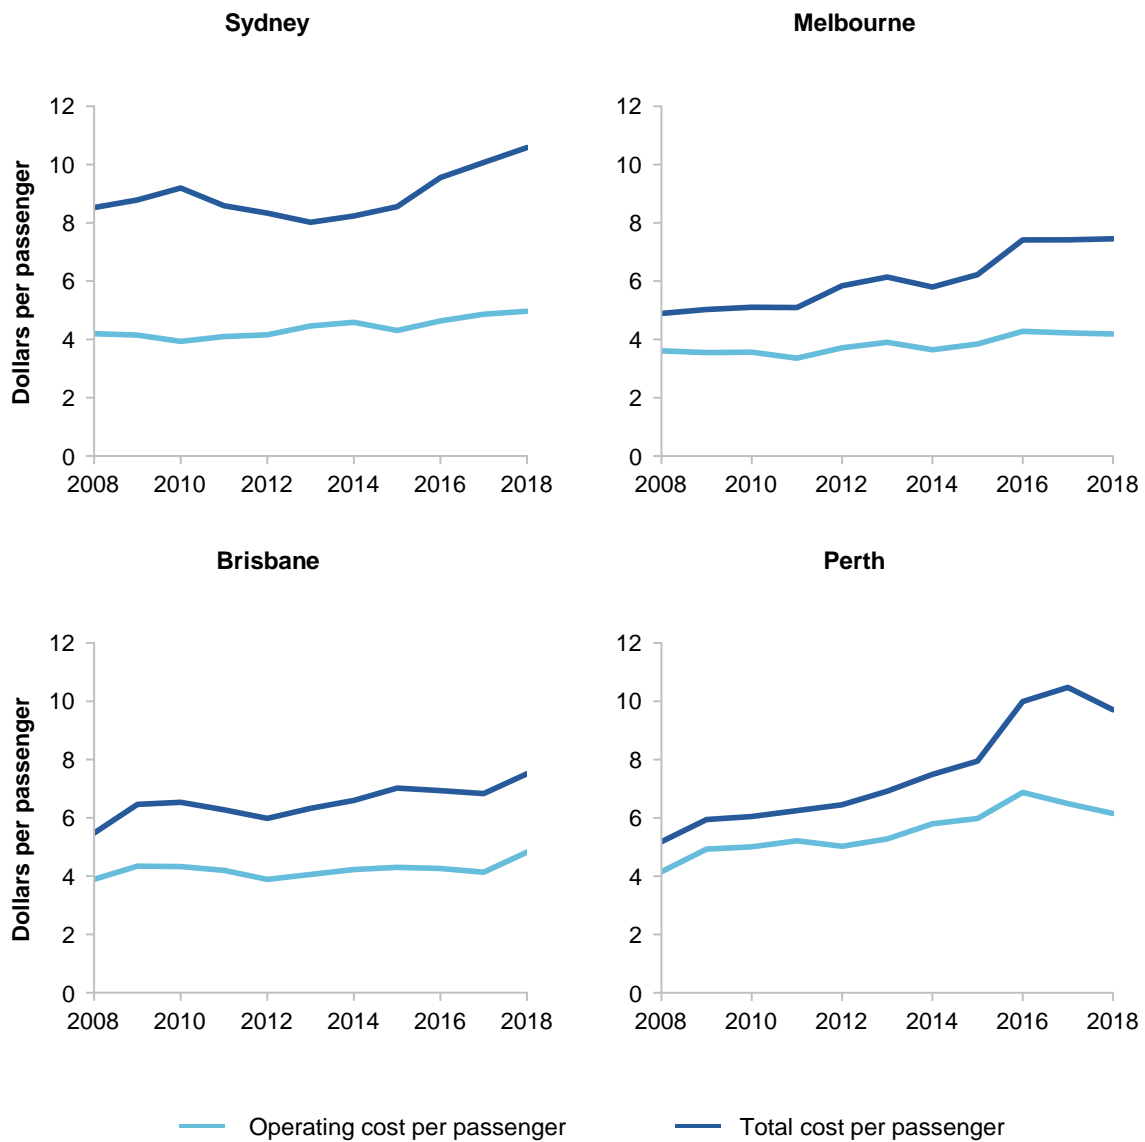 Sydney
Melbourne
Dollars per passenger
12
10
8
6
4
2
0
2008 2010 2012 2014 2016 2018
12
10
8
6
4
2
0
2008 2010 2012 2014 2016 2018
Brisbane
Perth
Dollars per passenger
12
10
8
6
4
2
0
2008 2010 2012 2014 2016 2018
12
10
8
6
4
2
0
2008 2010 2012 2014 2016 2018
Operating cost per passenger
Total cost per passenger